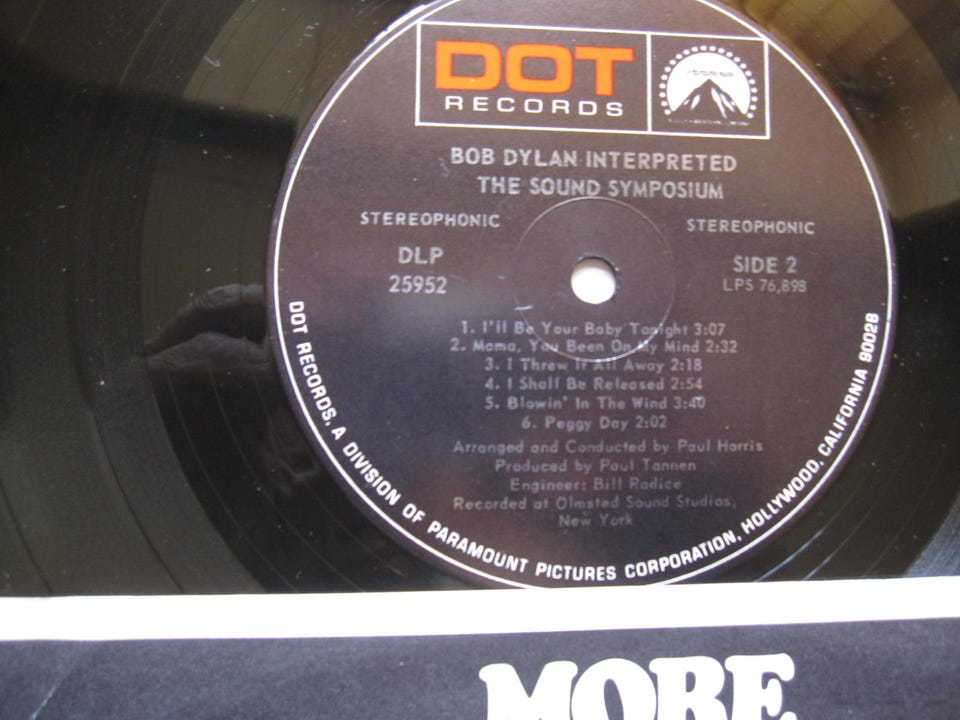 DOT
RECORDS
BOB DYLAN INTERPRETED
THE SOUND SYMPOSIUM
STEREOPHONIC
STEREOPHONIC
DLP
25952
SIDE 2
LPS 76,898
1. I'll Be Your Baby Tonight 3:07
2. Mama, You Been On My Mind 2:32
3. I Threw It All Away 2:18
4. I Shall Be Released 2:54
5. Blowin' In The Wind 3:40
6. Peggy Day 2:02
Arranged and Conducted by Paul Harris
Produced by Paul Tannen
Engineer: Bill Radice
Recorded at Olmsted Sound Studios,
New York
DOT RECORDS, A DIVISION OF PARAMOUNT PICTURES CORPORATION, HOLLYWOOD, CALIFORNIA 90028
MORE